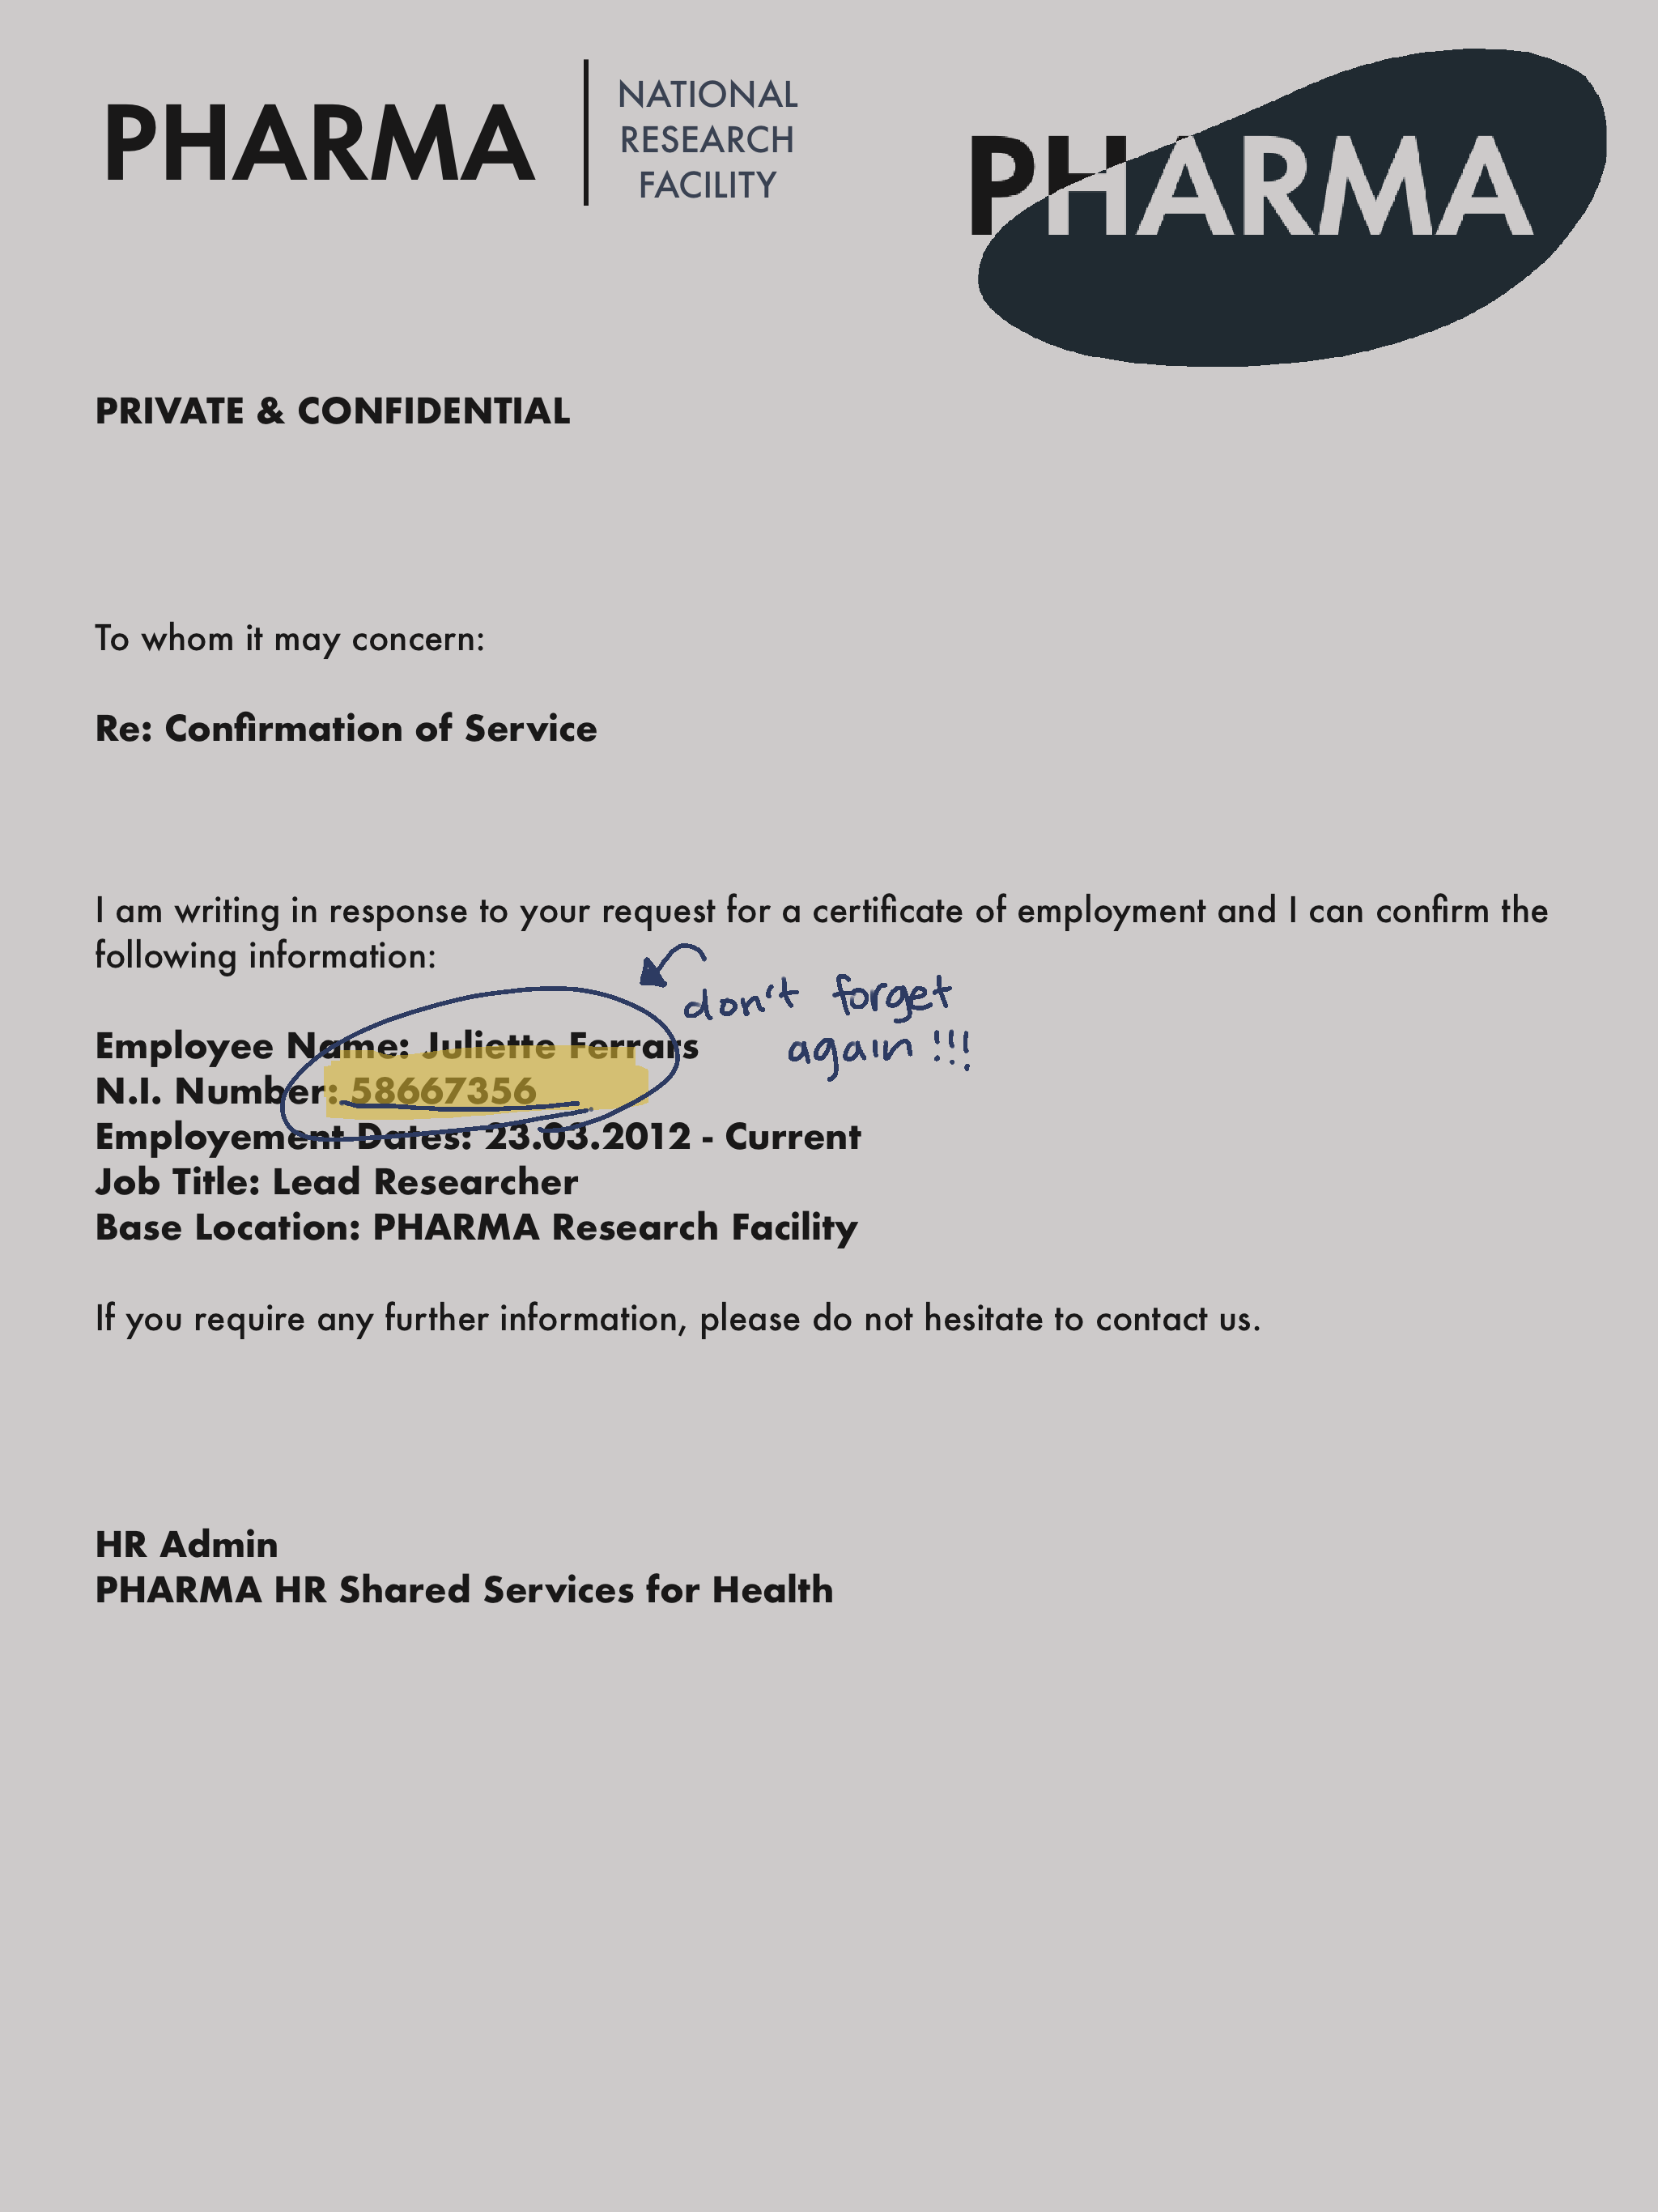 PHARMA
NATIONAL
RESEARCH
FACILITY
PHARMA
PRIVATE & CONFIDENTIAL
To whom it may concern:
Re: Confirmation of Service
I am writing in response to your request for a certificate of employment and I can confirm the
following information:
don't forget
again !!!
Employee Name: Juliette Ferrars
N.I. Number: 58667356
Employement Dates: 23.03.2012 - Current
Job Title: Lead Researcher
Base Location: PHARMA Research Facility
If you require any further information, please do not hesitate to contact us.
HR Admin
PHARMA HR Shared Services for Health